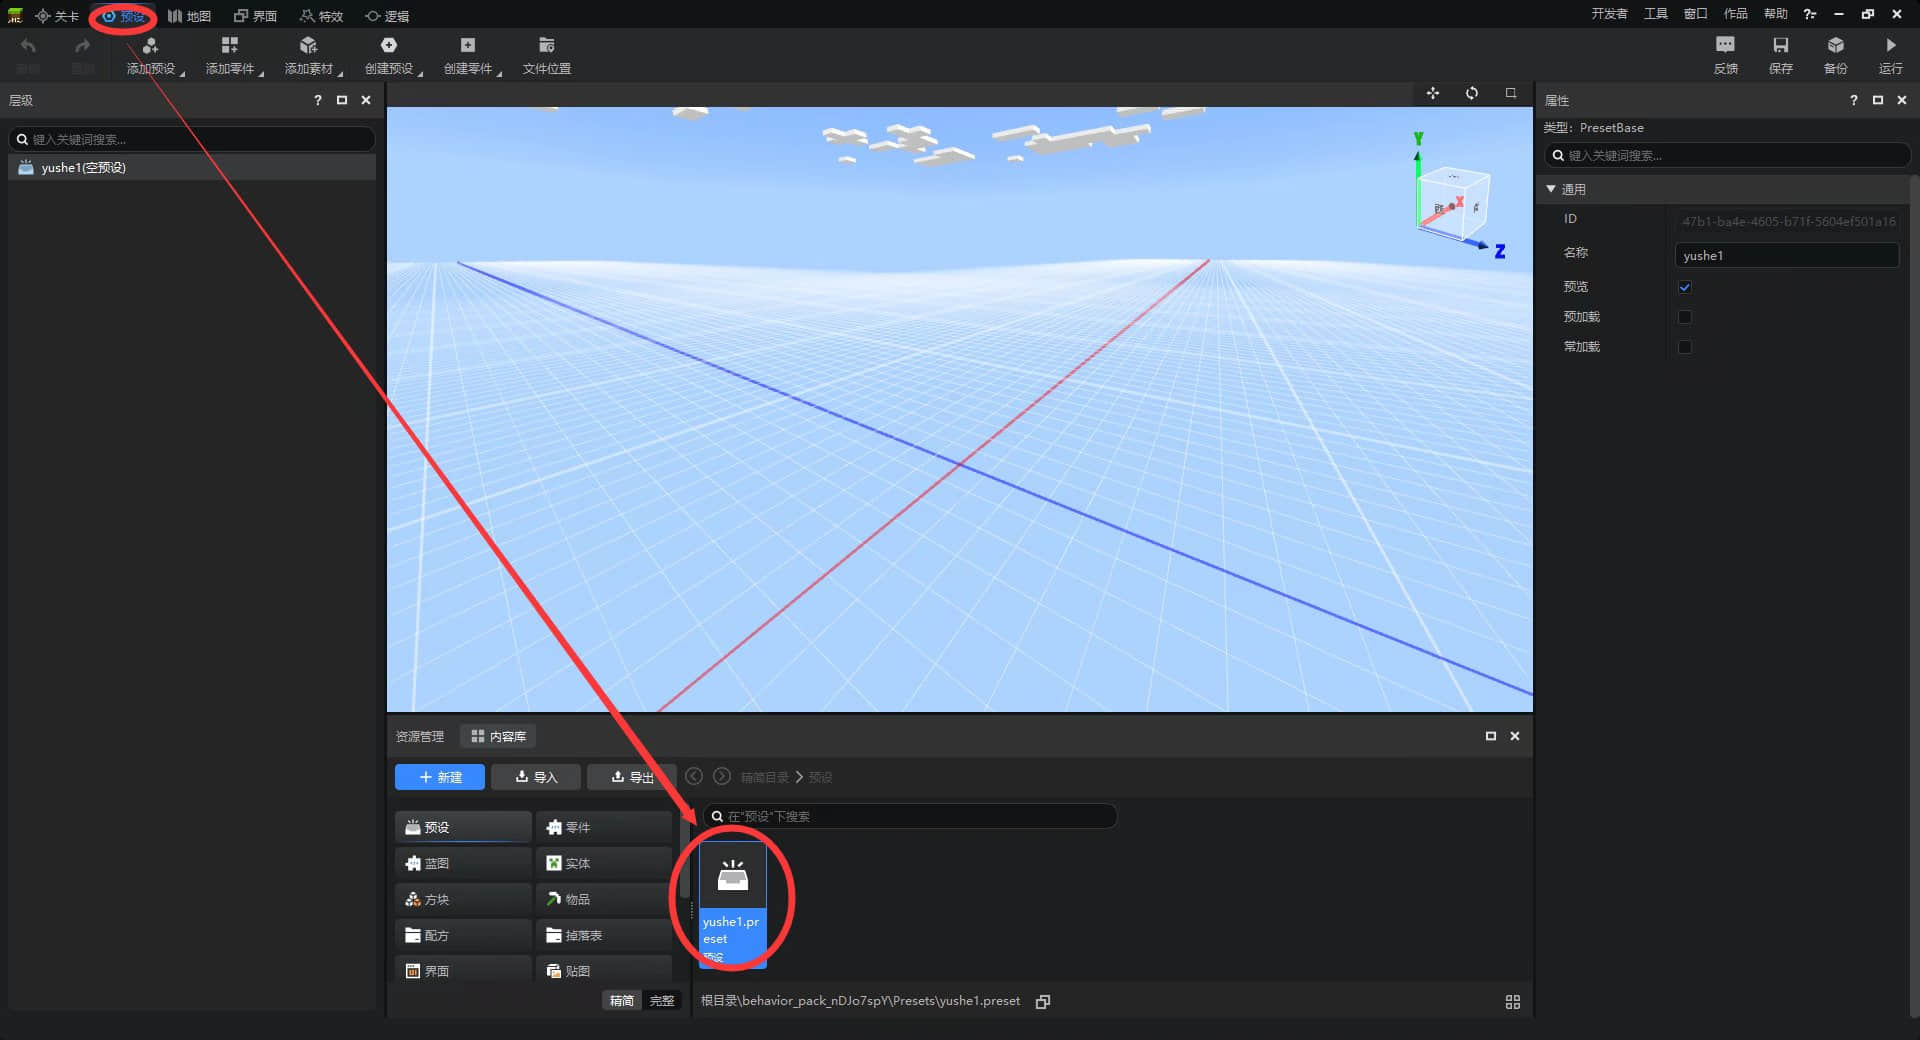 关卡
预设
地图
界面
特效
逻辑
开发者
工具
窗口
作品
帮助
添加预设
添加零件
添加素材
创建预设
创建零件
文件位置
反馈
保存
备份
运行
层级
键入关键词搜索...
yushe1(空预设)
Y
X
Z
属性
类型: PresetBase
键入关键词搜索...
通用
ID
47b1-ba4e-4605-b71f-5604ef501a16
名称
yushe1
预览
预加载
常加载
资源管理
内容库
新建
导入
导出
精简目录
预设
在"预设"下搜索
预设
零件
蓝图
实体
方块
物品
配方
掉落表
界面
贴图
yushe1.pr
eset
预设
精简
完整
根目录\behavior_pack_nDJo7spY\Presets\yushe1.preset